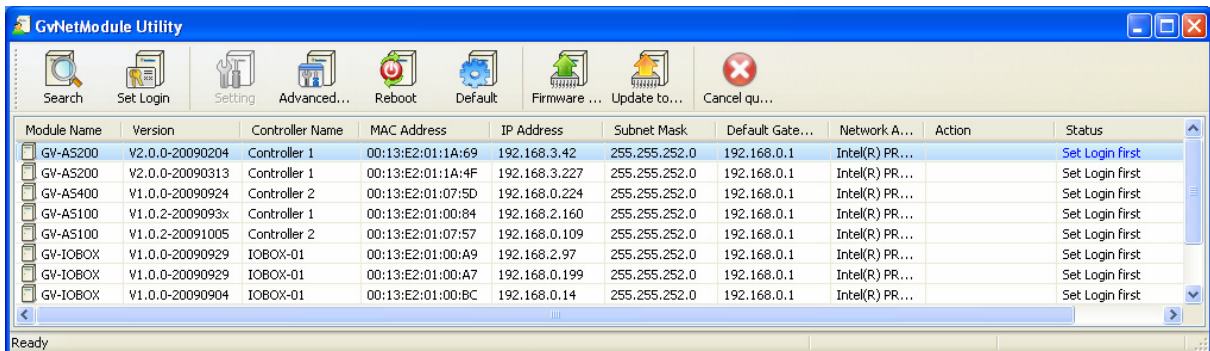 GvNetModule Utility
Search Set Login Setting Advanced... Reboot Default Firmware ... Update to... Cancel qu...
Module Name Version Controller Name MAC Address IP Address Subnet Mask Default Gate... Network A... Action Status
GV-AS200 V2.0.0-20090204 Controller 1 00:13:E2:01:1A:69 192.168.3.42 255.255.252.0 192.168.0.1 Intel(R) PR... Set Login first
GV-AS200 V2.0.0-20090313 Controller 1 00:13:E2:01:1A:4F 192.168.3.227 255.255.252.0 192.168.0.1 Intel(R) PR... Set Login first
GV-AS400 V1.0.0-20090924 Controller 2 00:13:E2:01:07:5D 192.168.0.224 255.255.252.0 192.168.0.1 Intel(R) PR... Set Login first
GV-AS100 V1.0.2-2009093x Controller 1 00:13:E2:01:00:84 192.168.2.160 255.255.252.0 192.168.0.1 Intel(R) PR... Set Login first
GV-AS100 V1.0.2-20091005 Controller 2 00:13:E2:01:07:57 192.168.0.109 255.255.252.0 192.168.0.1 Intel(R) PR... Set Login first
GV-IOBOX V1.0.0-20090929 IOBOX-01 00:13:E2:01:00:A9 192.168.2.97 255.255.252.0 192.168.0.1 Intel(R) PR... Set Login first
GV-IOBOX V1.0.0-20090929 IOBOX-01 00:13:E2:01:00:A7 192.168.0.199 255.255.252.0 192.168.0.1 Intel(R) PR... Set Login first
GV-IOBOX V1.0.0-20090904 IOBOX-01 00:13:E2:01:00:BC 192.168.0.14 255.255.252.0 192.168.0.1 Intel(R) PR... Set Login first
Ready